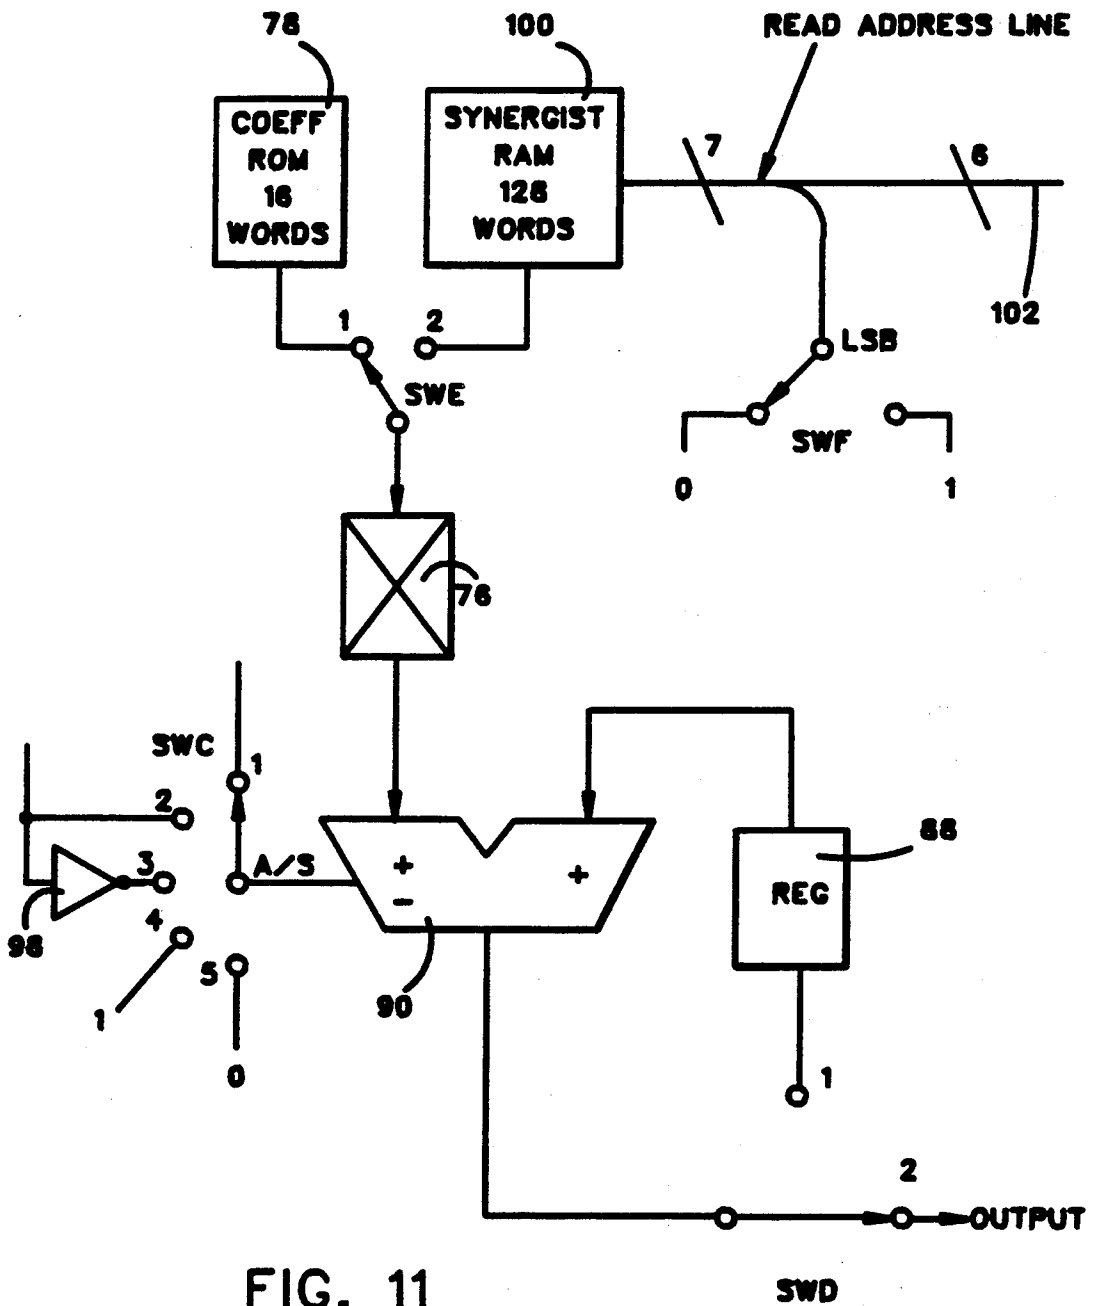 78
100
READ ADDRESS LINE
COEFF
ROM
16
WORDS
SYNERGIST
RAM
128
WORDS
7
6
102
1
2
LSB
SWE
SWF
0
1
76
SWC
1
2
3
A/S
+
−
+
88
REG
98
4
5
90
1
0
1
2
OUTPUT
FIG. 11
SWD